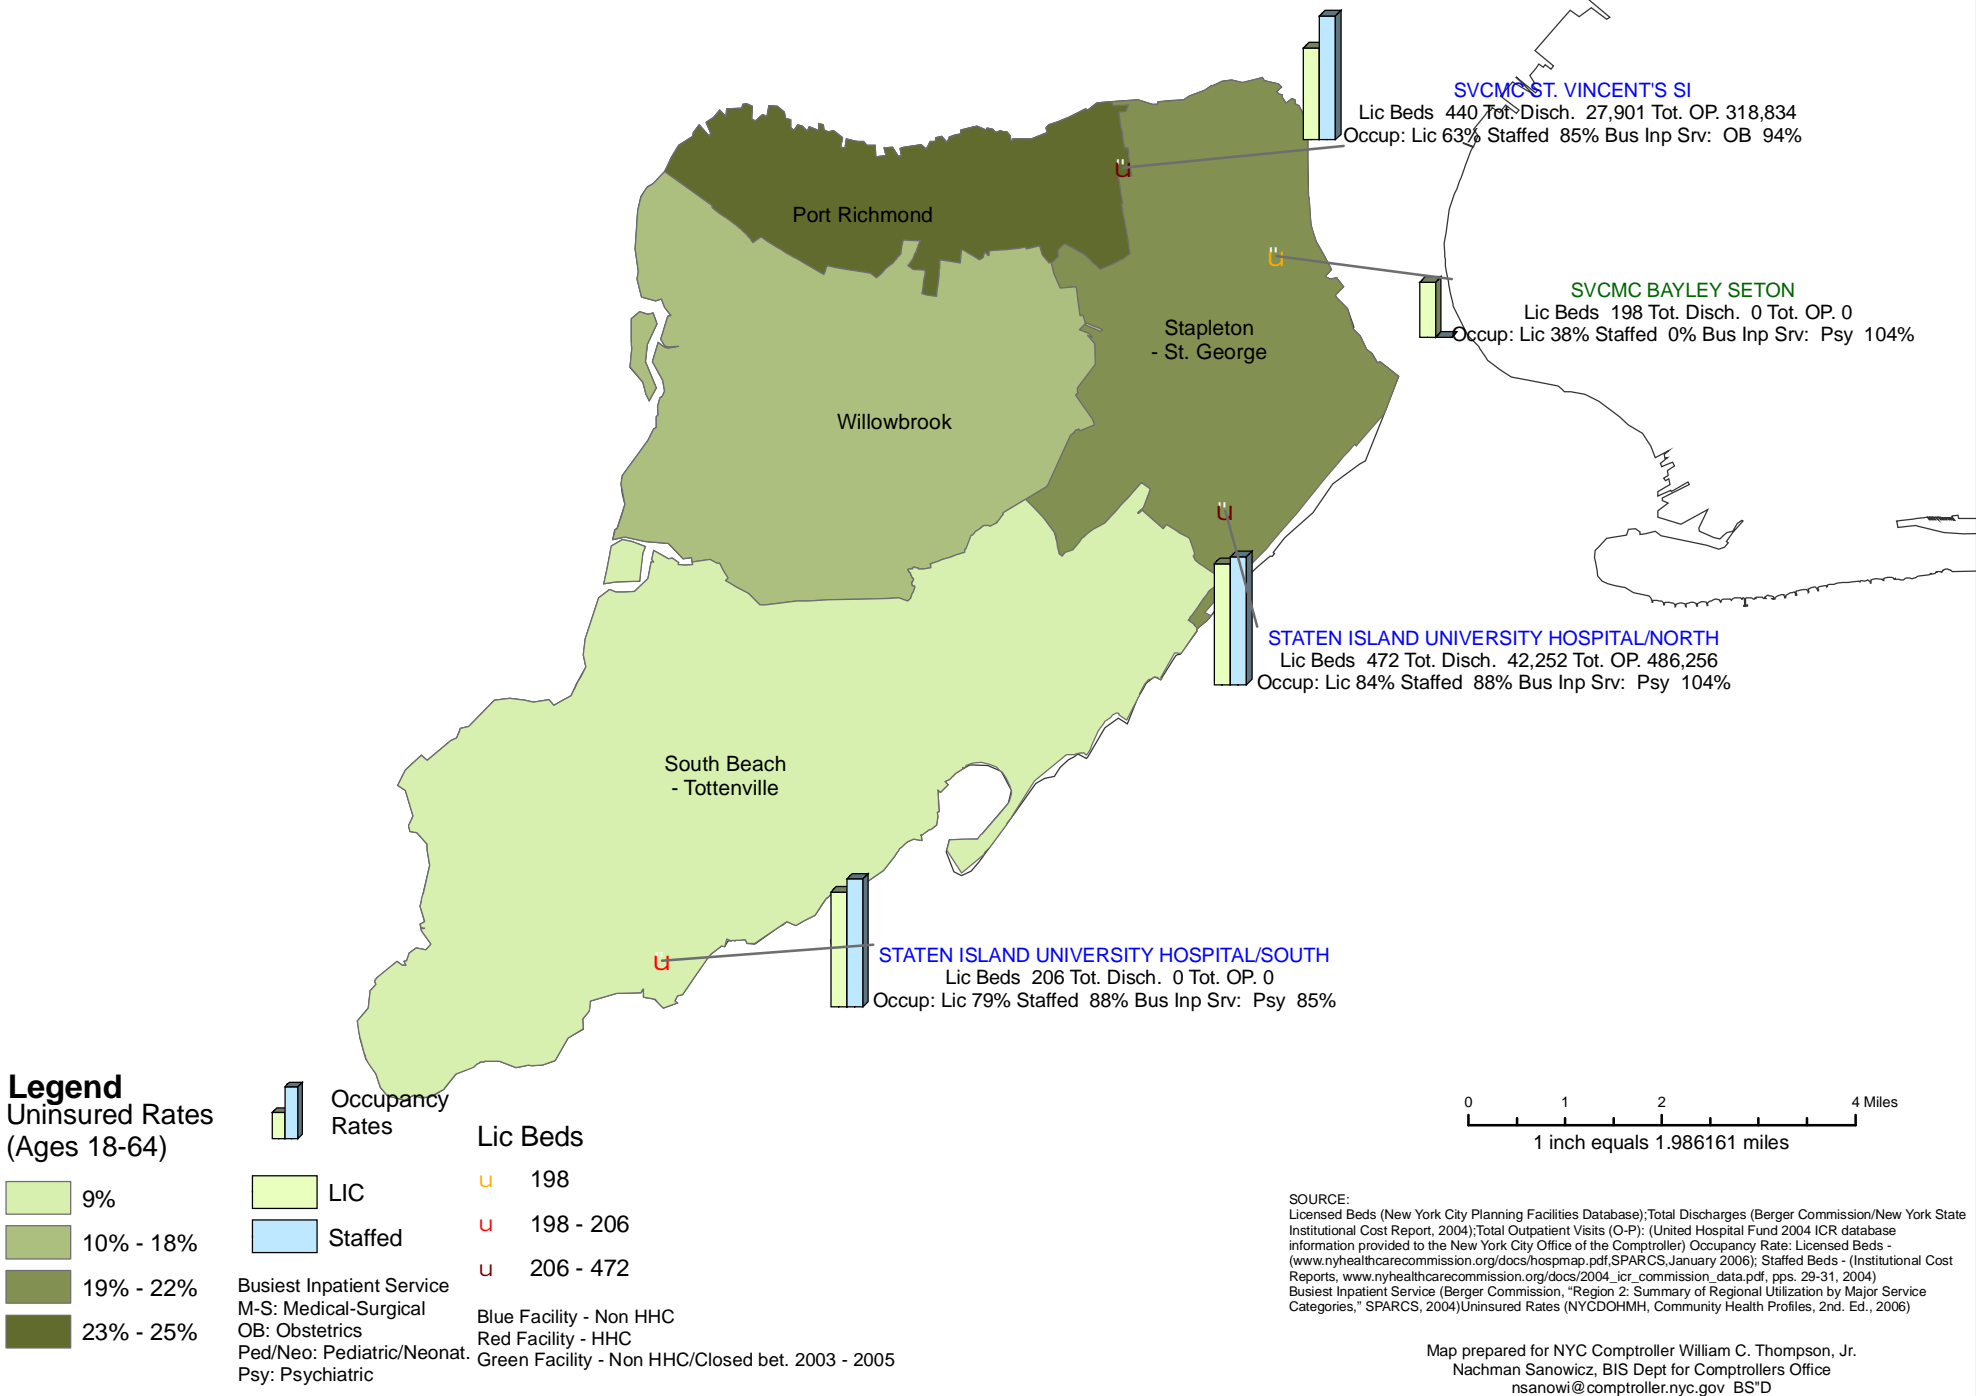 SVCMC ST. VINCENT'S SI
Lic Beds 440 Tot. Disch. 27,901 Tot. OP. 318,834
Occup: Lic 63% Staffed 85% Bus Inp Srv: OB 94%
ü
Port Richmond
ü
SVCMC BAYLEY SETON
Lic Beds 198 Tot. Disch. 0 Tot. OP. 0
Occup: Lic 38% Staffed 0% Bus Inp Srv: Psy 104%
Stapleton
- St. George
Willowbrook
ü
STATEN ISLAND UNIVERSITY HOSPITAL/NORTH
Lic Beds 472 Tot. Disch. 42,252 Tot. OP. 486,256
Occup: Lic 84% Staffed 88% Bus Inp Srv: Psy 104%
South Beach
- Tottenville
ü
STATEN ISLAND UNIVERSITY HOSPITAL/SOUTH
Lic Beds 206 Tot. Disch. 0 Tot. OP. 0
Occup: Lic 79% Staffed 88% Bus Inp Srv: Psy 85%
Legend
Uninsured Rates
(Ages 18-64)
9%
10% - 18%
19% - 22%
23% - 25%
Occupancy
Rates
LIC
Staffed
Busiest Inpatient Service
M-S: Medical-Surgical
OB: Obstetrics
Ped/Neo: Pediatric/Neonat.
Psy: Psychiatric
Lic Beds
u 198
u 198 - 206
u 206 - 472
Blue Facility - Non HHC
Red Facility - HHC
Green Facility - Non HHC/Closed bet. 2003 - 2005
0 1 2 4 Miles
1 inch equals 1.986161 miles
SOURCE:
Licensed Beds (New York City Planning Facilities Database);Total Discharges (Berger Commission/New York State
Institutional Cost Report, 2004);Total Outpatient Visits (O-P): (United Hospital Fund 2004 ICR database
information provided to the New York City Office of the Comptroller) Occupancy Rate: Licensed Beds -
(www.nyhealthcarecommission.org/docs/hospmap.pdf,SPARCS,January 2006); Staffed Beds - (Institutional Cost
Reports, www.nyhealthcarecommission.org/docs/2004_icr_commission_data.pdf, pps. 29-31, 2004)
Busiest Inpatient Service (Berger Commission, “Region 2: Summary of Regional Utilization by Major Service
Categories,” SPARCS, 2004)Uninsured Rates (NYCDOHMH, Community Health Profiles, 2nd. Ed., 2006)
Map prepared for NYC Comptroller William C. Thompson, Jr.
Nachman Sanowicz, BIS Dept for Comptrollers Office
nsanowi@comptroller.nyc.gov BS"D